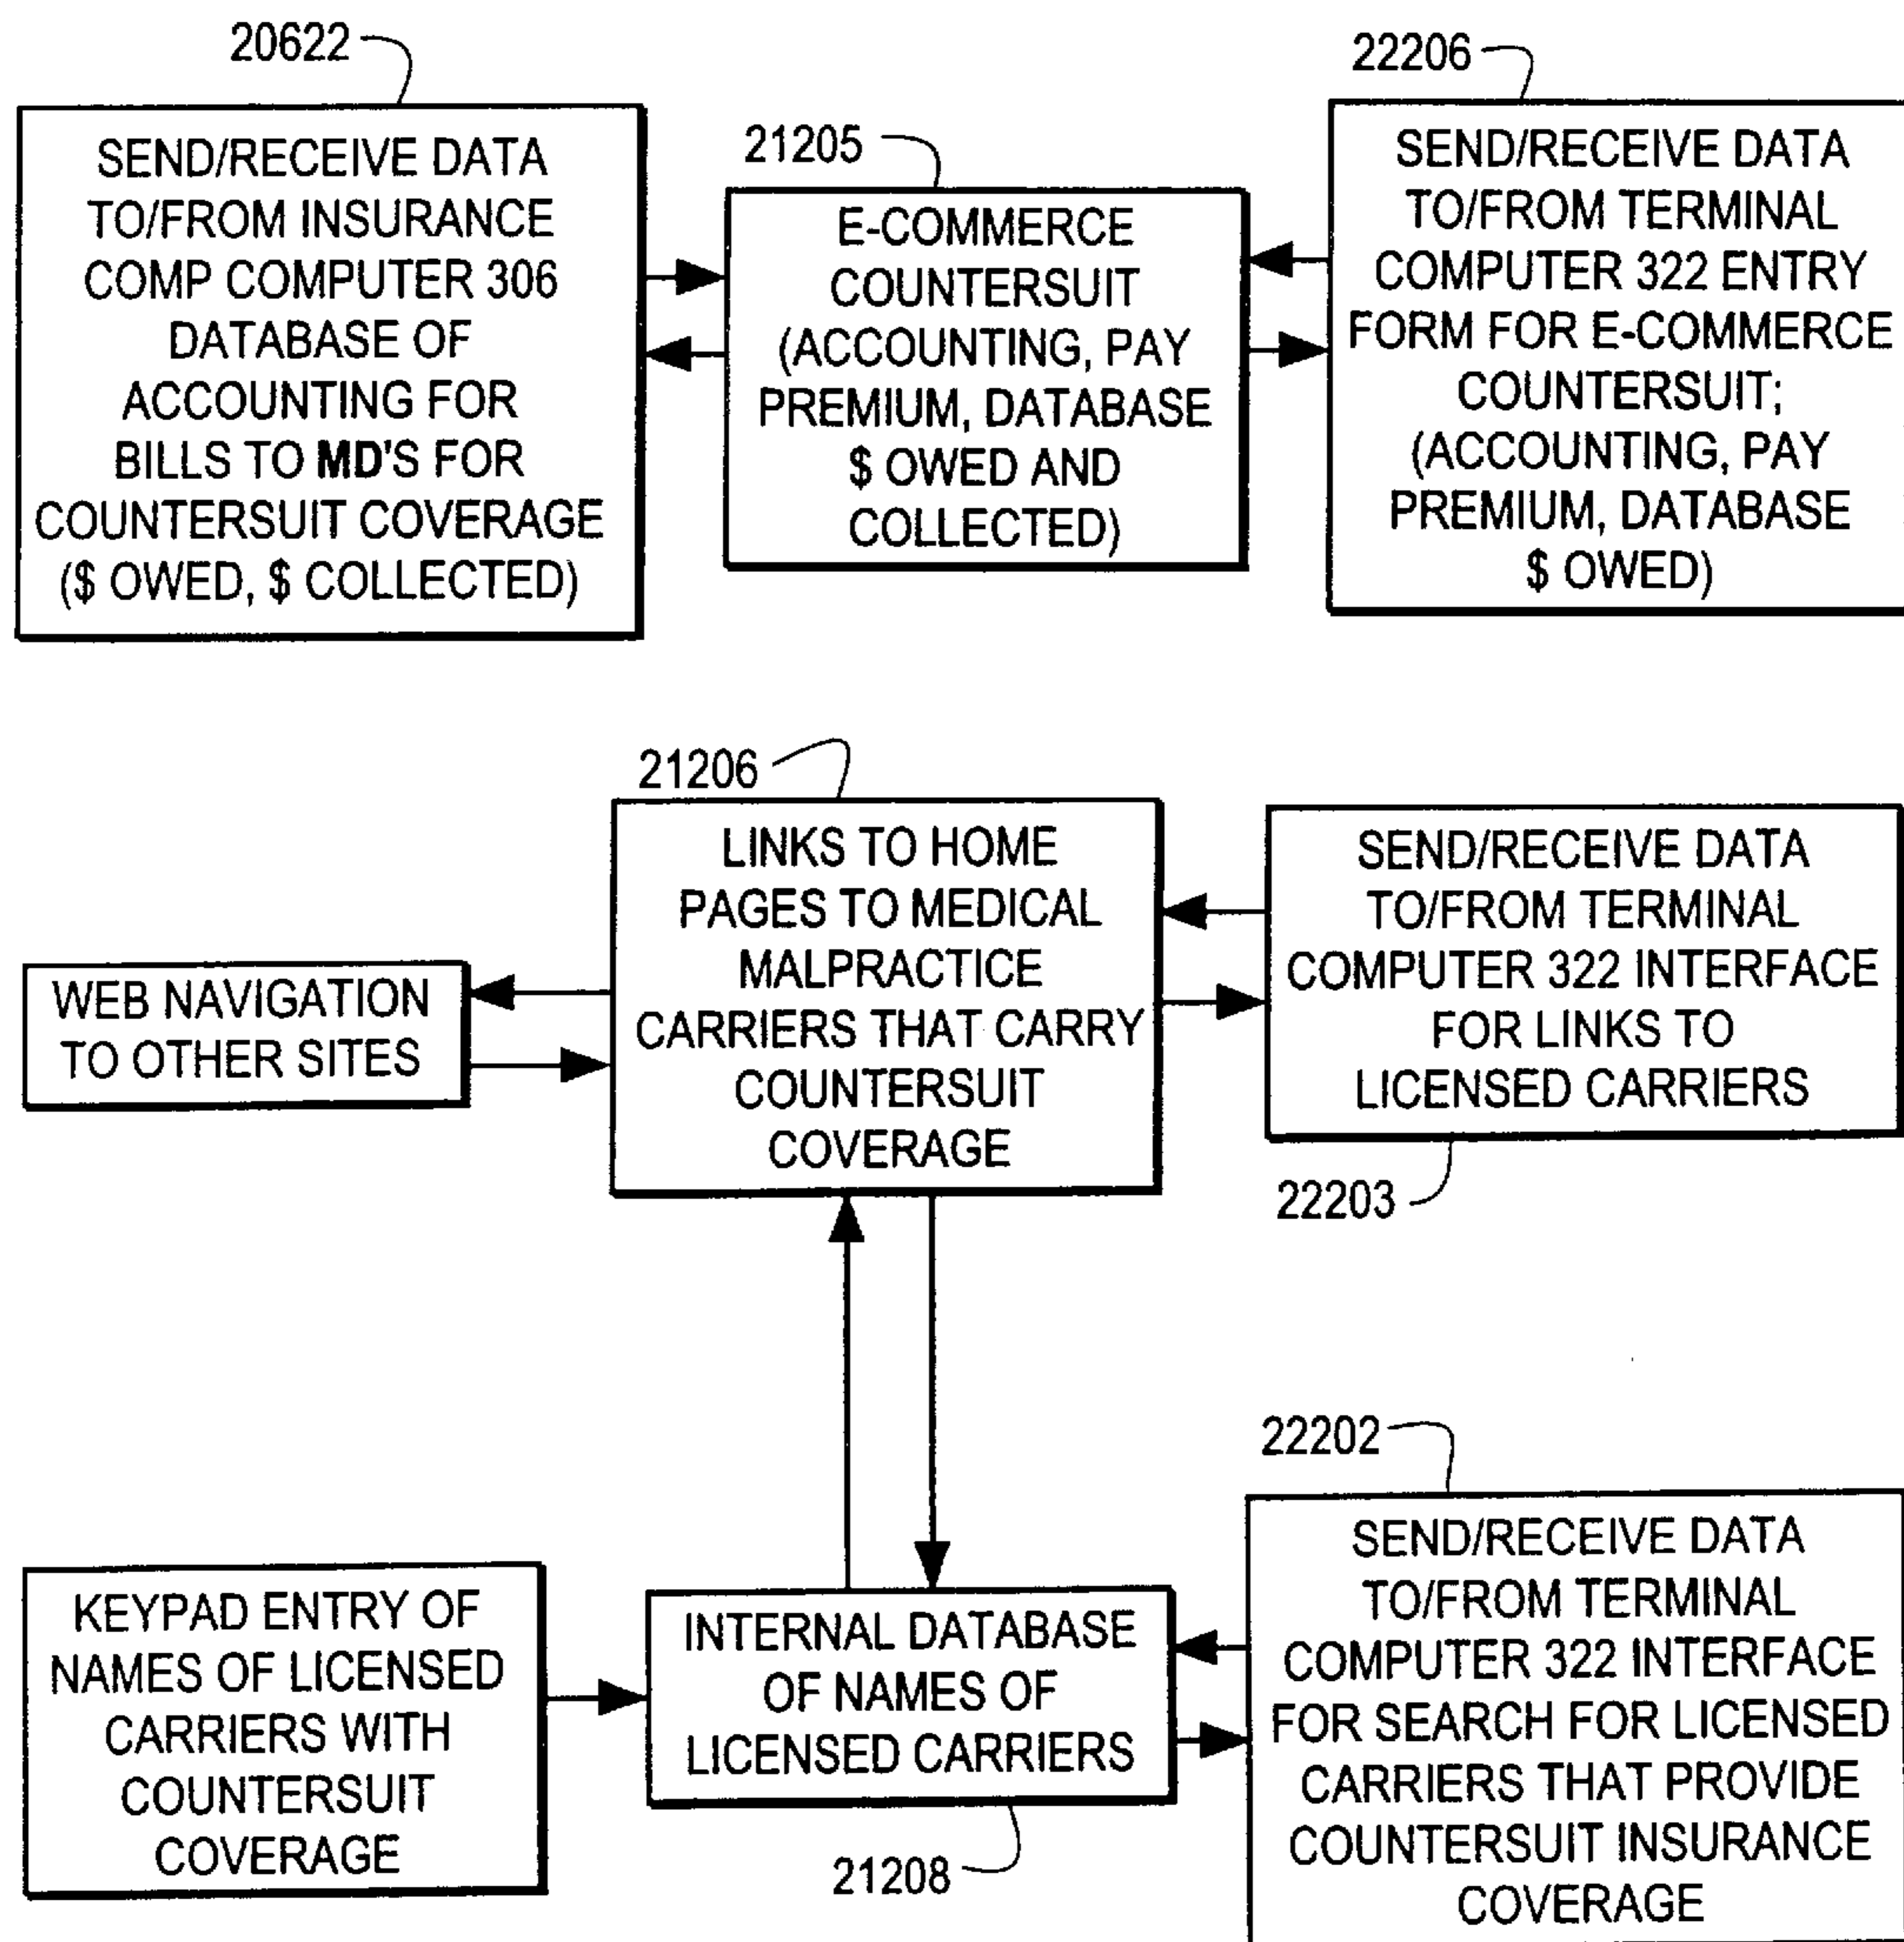 20622
SEND/RECEIVE DATA
TO/FROM INSURANCE
COMP COMPUTER 306
DATABASE OF
ACCOUNTING FOR
BILLS TO MD'S FOR
COUNTERSUIT COVERAGE
($ OWED, $ COLLECTED)
21205
E-COMMERCE
COUNTERSUIT
(ACCOUNTING, PAY
PREMIUM, DATABASE
$ OWED AND
COLLECTED)
22206
SEND/RECEIVE DATA
TO/FROM TERMINAL
COMPUTER 322 ENTRY
FORM FOR E-COMMERCE
COUNTERSUIT;
(ACCOUNTING, PAY
PREMIUM, DATABASE
$ OWED)
WEB NAVIGATION
TO OTHER SITES
21206
LINKS TO HOME
PAGES TO MEDICAL
MALPRACTICE
CARRIERS THAT CARRY
COUNTERSUIT
COVERAGE
SEND/RECEIVE DATA
TO/FROM TERMINAL
COMPUTER 322 INTERFACE
FOR LINKS TO
LICENSED CARRIERS
22203
KEYPAD ENTRY OF
NAMES OF LICENSED
CARRIERS WITH
COUNTERSUIT
COVERAGE
INTERNAL DATABASE
OF NAMES OF
LICENSED CARRIERS
21208
22202
SEND/RECEIVE DATA
TO/FROM TERMINAL
COMPUTER 322 INTERFACE
FOR SEARCH FOR LICENSED
CARRIERS THAT PROVIDE
COUNTERSUIT INSURANCE
COVERAGE